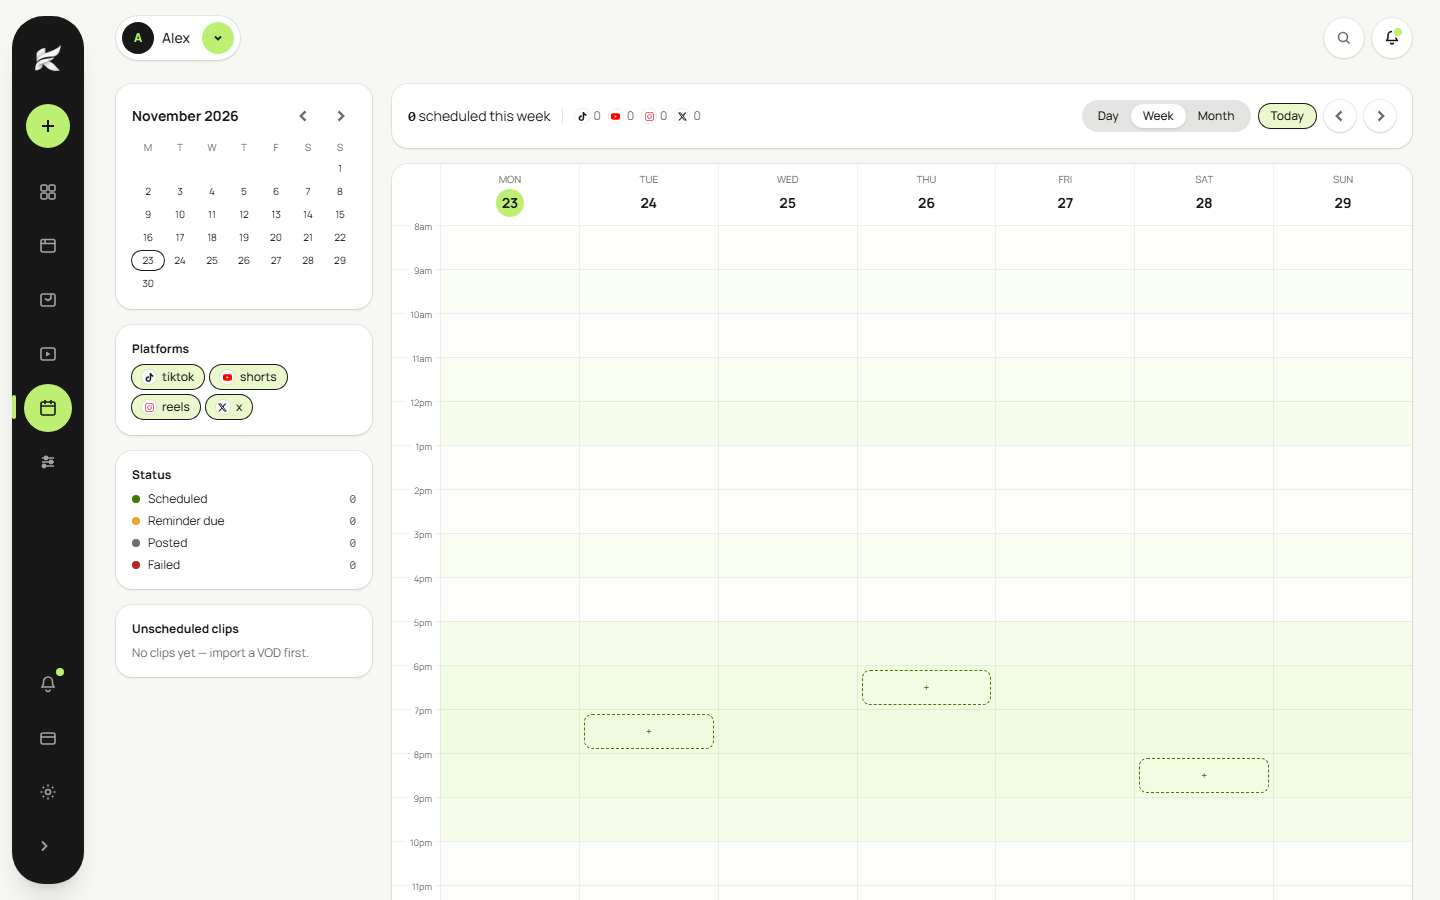 A Alex
November 2026
M T W T F S S
1
2 3 4 5 6 7 8
9 10 11 12 13 14 15
16 17 18 19 20 21 22
23 24 25 26 27 28 29
30
Platforms
tiktok shorts
reels x
Status
Scheduled 0
Reminder due 0
Posted 0
Failed 0
Unscheduled clips
No clips yet — import a VOD first.
0 scheduled this week 0 0 0 0
Day Week Month Today
MON TUE WED THU FRI SAT SUN
23 24 25 26 27 28 29
8am
9am
10am
11am
12pm
1pm
2pm
3pm
4pm
5pm
6pm
+
7pm
+
8pm
+
9pm
10pm
11pm